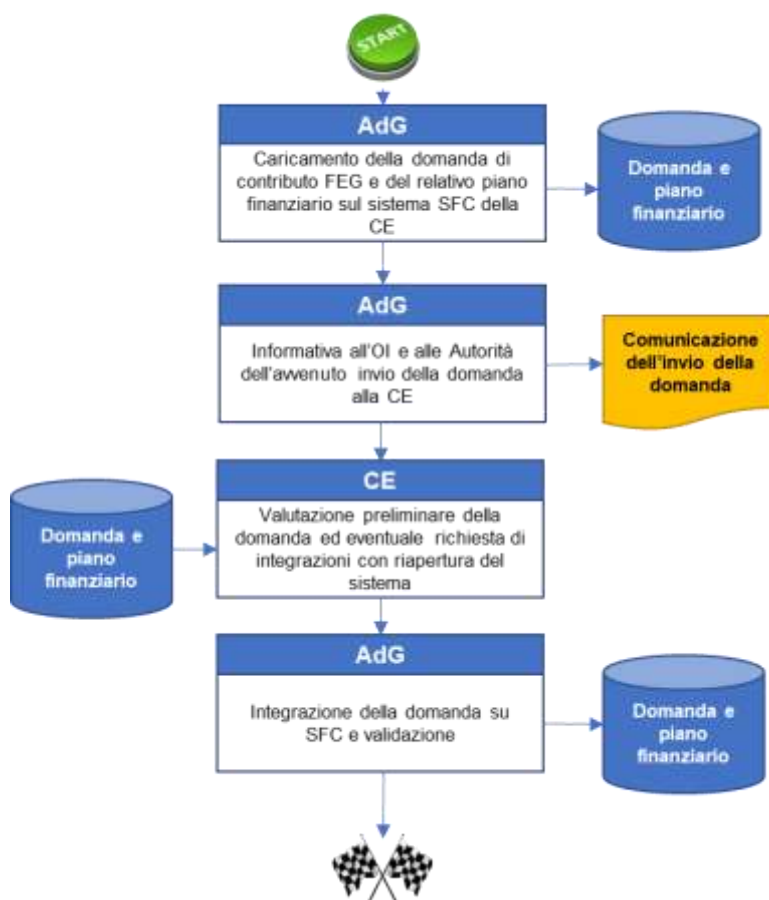 START
AdG
Caricamento della domanda di
contributo FEG e del relativo piano
finanziario sul sistema SFC della
CE
Domanda e
piano
finanziario
AdG
Informativa all'OI e alle Autorità
dell'avvenuto invio della domanda
alla CE
Comunicazione
dell'invio della
domanda
CE
Valutazione preliminare della
domanda ed eventuale richiesta di
integrazioni con riapertura del
sistema
Domanda e
piano
finanziario
AdG
Integrazione della domanda su
SFC e validazione
Domanda e
piano
finanziario